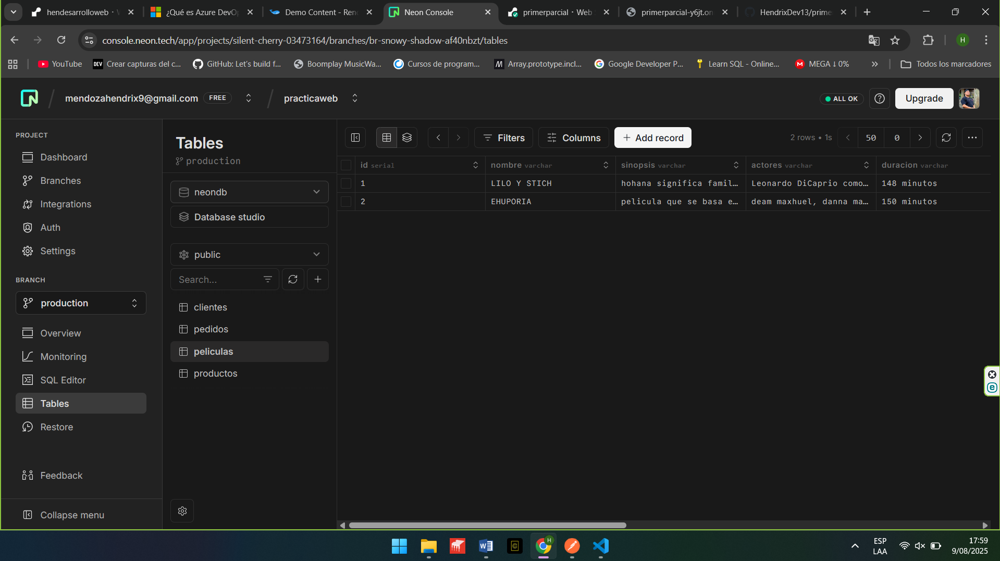 hendesarrolloweb ·
¿Qué es Azure DevO
Demo Content - Ren
Neon Console
primerparcial · Web
primerparcial-y6jt.on
HendrixDev13/prime
console.neon.tech/app/projects/silent-cherry-03473164/branches/br-snowy-shadow-af40nbzt/tables
H
YouTube
DEV Crear capturas del c...
GitHub: Let's build f...
Boomplay MusicWa...
Cursos de program...
Array.prototype.incl...
Google Developer P...
Learn SQL - Online...
MEGA ↓ 0%
»
Todos los marcadores
mendozahendrix9@gmail.com FREE
practicaweb
ALL OK
Upgrade
PROJECT
Dashboard
Branches
Integrations
Auth
Settings
BRANCH
production
Overview
Monitoring
SQL Editor
Tables
Restore
Feedback
Collapse menu
Tables
production
neondb
Database studio
public
Search...
clientes
pedidos
peliculas
productos
Filters
Columns
+ Add record
2 rows • 1s
50
0
id serial nombre varchar sinopsis varchar actores varchar duracion varchar
1 LILO Y STICH hohana significa famil... Leonardo DiCaprio como... 148 minutos
2 EHUPORIA pelicula que se basa e... deam maxhuel, danna ma... 150 minutos
ESP
LAA
17:59
9/08/2025